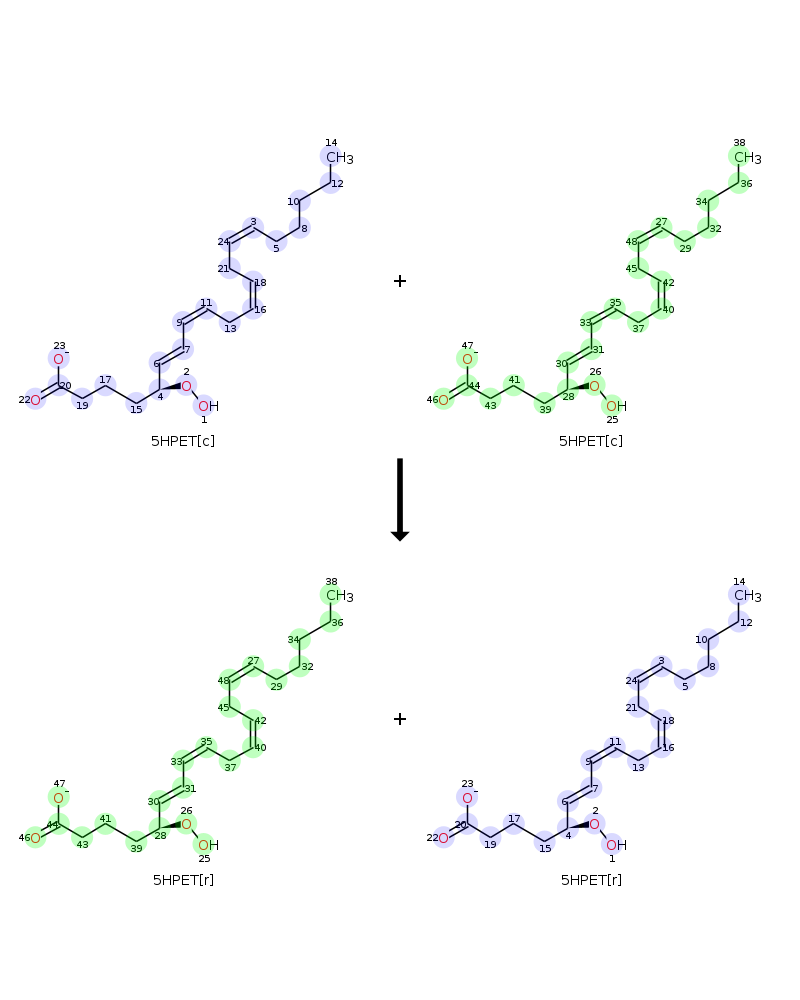 14 38
CH3 CH3
12 36
10 34
3 27
24 8 48 32
5 29
21 45
18 + 42
11 35
9 16 33 40
13 37
7 31
23 6 47 30
O- O-
20 17 2 44 41 26
O O
22 O 4 46 O 28
19 15 OH 43 39 OH
1 25
5HPET[c] 5HPET[c]
38 14
CH3 CH3
36 12
34 10
27 3
48 32 24 8
29 5
45 21
42 + 18
35 11
33 40 9 16
37 13
31 7
47 30 23 6
O- O-
44 41 26 20 17 2
O O
46 O 28 22 O 4
43 39 OH 19 15 OH
25 1
5HPET[r] 5HPET[r]